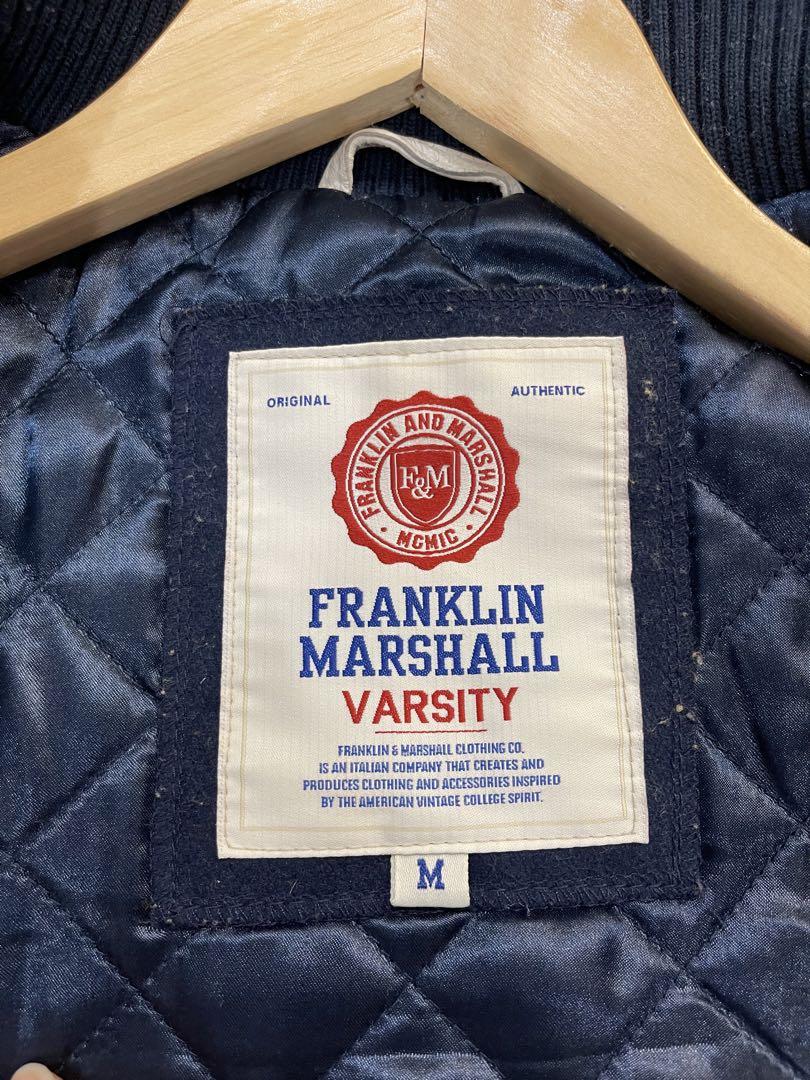 ORIGINAL
AUTHENTIC
FRANKLIN AND MARSHALL
F&M
MCMIC
FRANKLIN
MARSHALL
VARSITY
FRANKLIN & MARSHALL CLOTHING CO.
IS AN ITALIAN COMPANY THAT CREATES AND
PRODUCES CLOTHING AND ACCESSORIES INSPIRED
BY THE AMERICAN VINTAGE COLLEGE SPIRIT.
M